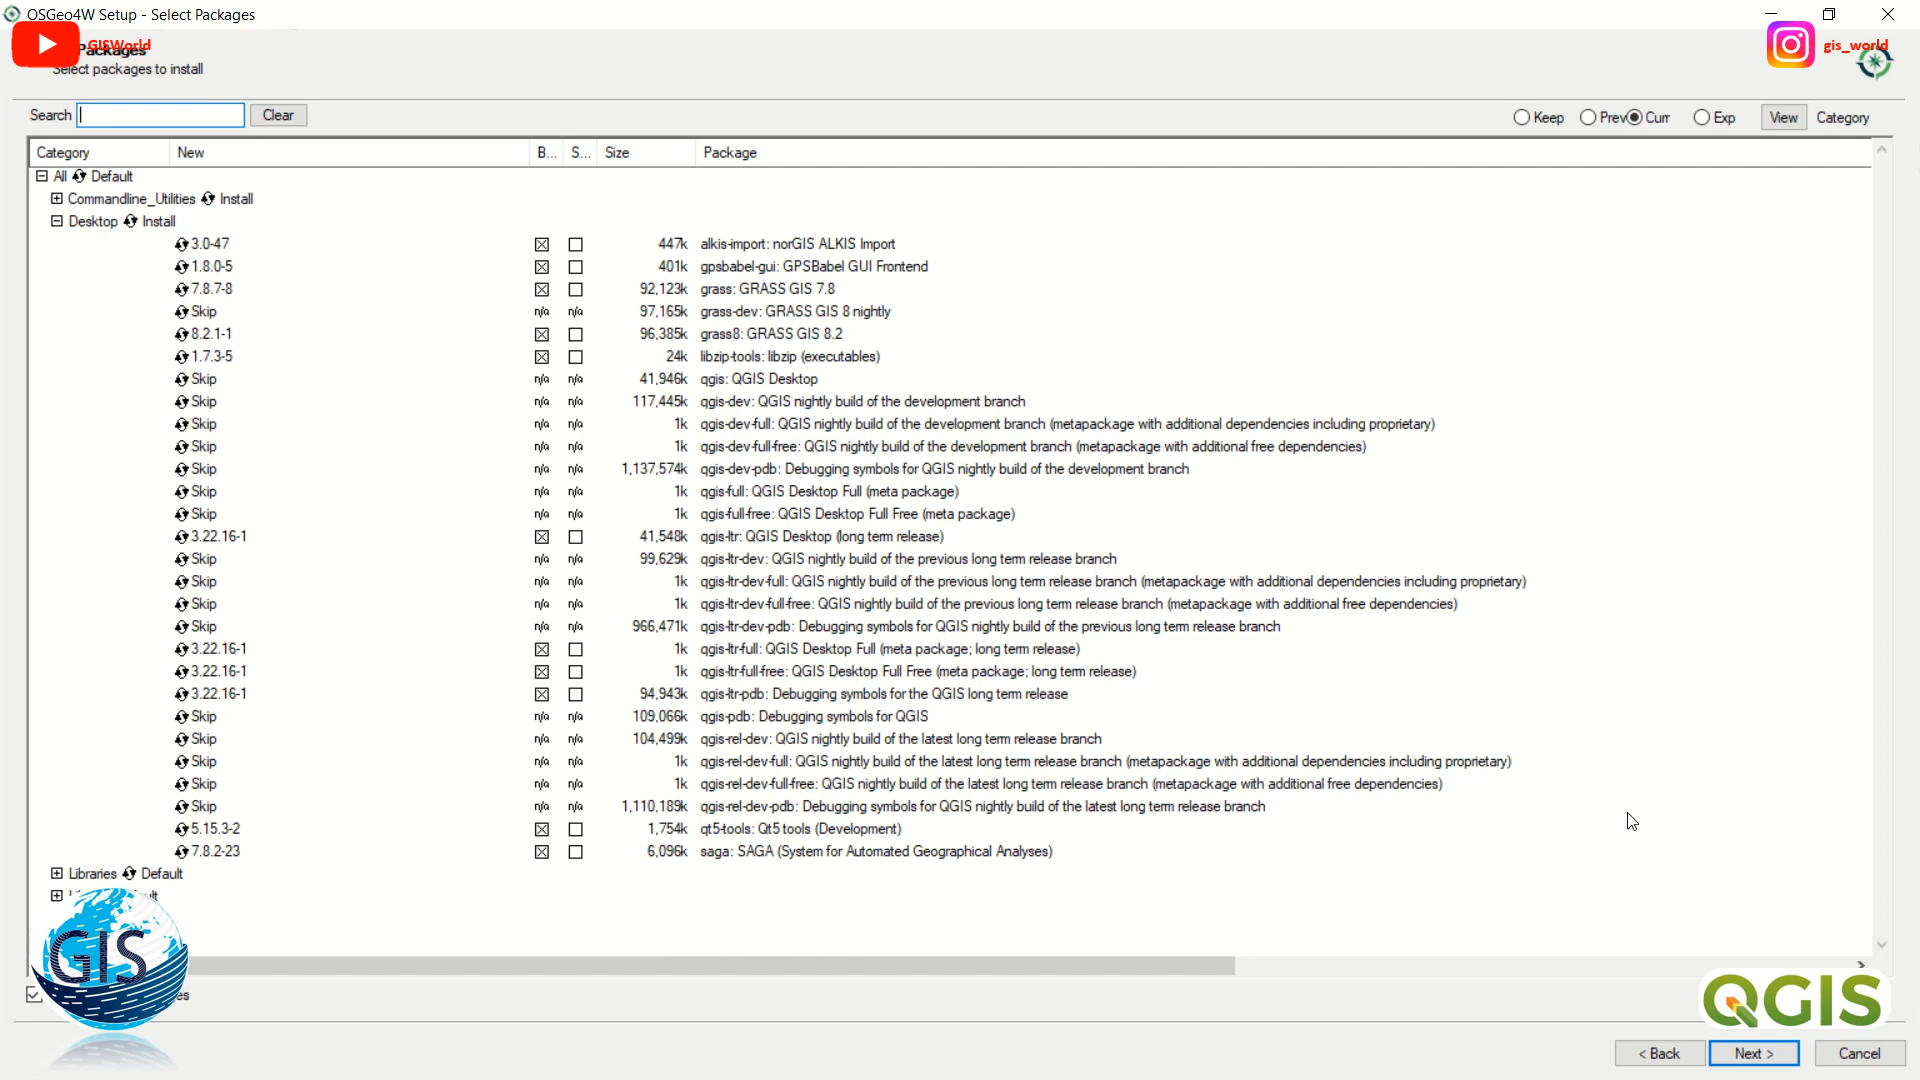 OSGeo4W Setup - Select Packages
GISWorld
Packages
Select packages to install
gis_world
Search Clear Keep Prev Curr Exp View Category
Category New B... S... Size Package
All Default
Commandline_Utilities Install
Desktop Install
3.0-47 447k alkis-import: norGIS ALKIS Import
1.8.0-5 401k gpsbabel-gui: GPSBabel GUI Frontend
7.8.7-8 92,123k grass: GRASS GIS 7.8
Skip n/a n/a 97,165k grass-dev: GRASS GIS 8 nightly
8.2.1-1 96,385k grass8: GRASS GIS 8.2
1.7.3-5 24k libzip-tools: libzip (executables)
Skip n/a n/a 41,946k qgis: QGIS Desktop
Skip n/a n/a 117,445k qgis-dev: QGIS nightly build of the development branch
Skip n/a n/a 1k qgis-dev-full: QGIS nightly build of the development branch (metapackage with additional dependencies including proprietary)
Skip n/a n/a 1k qgis-dev-full-free: QGIS nightly build of the development branch (metapackage with additional free dependencies)
Skip n/a n/a 1,137,574k qgis-dev-pdb: Debugging symbols for QGIS nightly build of the development branch
Skip n/a n/a 1k qgis-full: QGIS Desktop Full (meta package)
Skip n/a n/a 1k qgis-full-free: QGIS Desktop Full Free (meta package)
3.22.16-1 41,548k qgis-ltr: QGIS Desktop (long term release)
Skip n/a n/a 99,629k qgis-ltr-dev: QGIS nightly build of the previous long term release branch
Skip n/a n/a 1k qgis-ltr-dev-full: QGIS nightly build of the previous long term release branch (metapackage with additional dependencies including proprietary)
Skip n/a n/a 1k qgis-ltr-dev-full-free: QGIS nightly build of the previous long term release branch (metapackage with additional free dependencies)
Skip n/a n/a 966,471k qgis-ltr-dev-pdb: Debugging symbols for QGIS nightly build of the previous long term release branch
3.22.16-1 1k qgis-ltr-full: QGIS Desktop Full (meta package; long term release)
3.22.16-1 1k qgis-ltr-full-free: QGIS Desktop Full Free (meta package; long term release)
3.22.16-1 94,943k qgis-ltr-pdb: Debugging symbols for the QGIS long term release
Skip n/a n/a 109,066k qgis-pdb: Debugging symbols for QGIS
Skip n/a n/a 104,499k qgis-rel-dev: QGIS nightly build of the latest long term release branch
Skip n/a n/a 1k qgis-rel-dev-full: QGIS nightly build of the latest long term release branch (metapackage with additional dependencies including proprietary)
Skip n/a n/a 1k qgis-rel-dev-full-free: QGIS nightly build of the latest long term release branch (metapackage with additional free dependencies)
Skip n/a n/a 1,110,189k qgis-rel-dev-pdb: Debugging symbols for QGIS nightly build of the latest long term release branch
5.15.3-2 1,754k qt5-tools: Qt5 tools (Development)
7.8.2-23 6,096k saga: SAGA (System for Automated Geographical Analyses)
Libraries Default
GIS
QGIS
< Back Next > Cancel